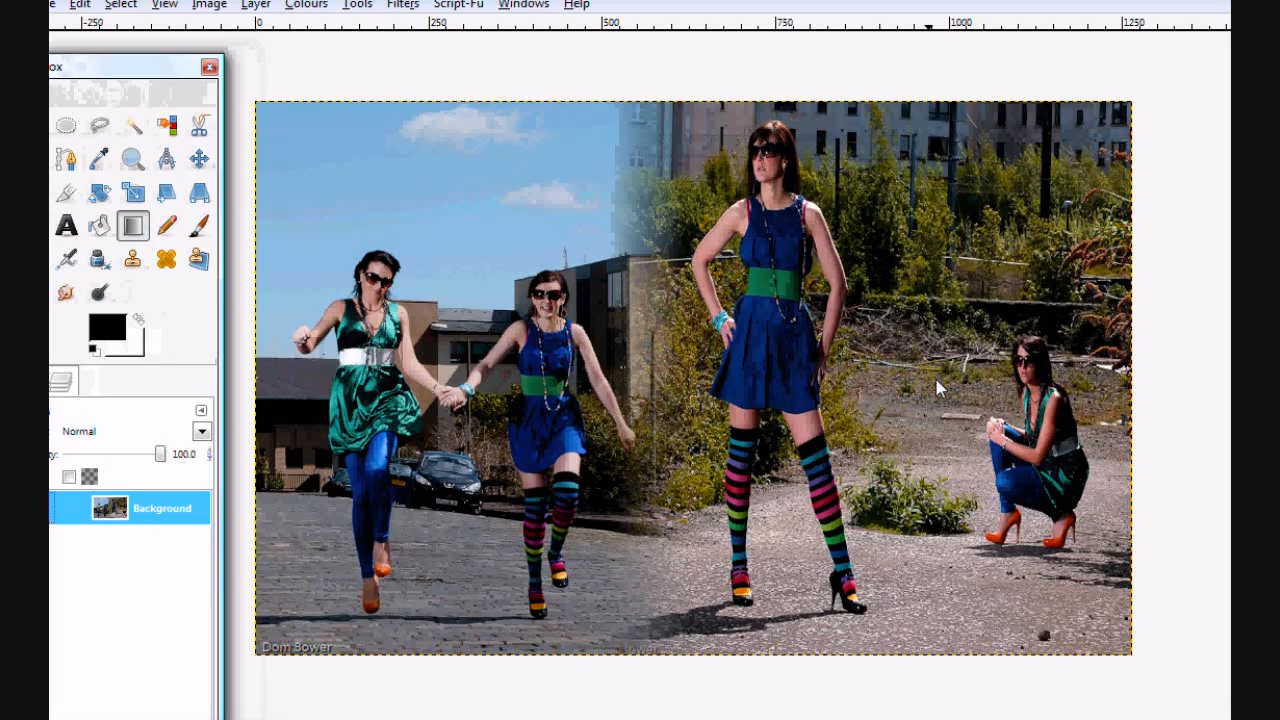 Edit Select View Image Layer Colours Tools Filters Script-Fu Windows Help
-250 0 250 500 750 1000 1250
ox
Normal
100.0
Background
Dom Bower